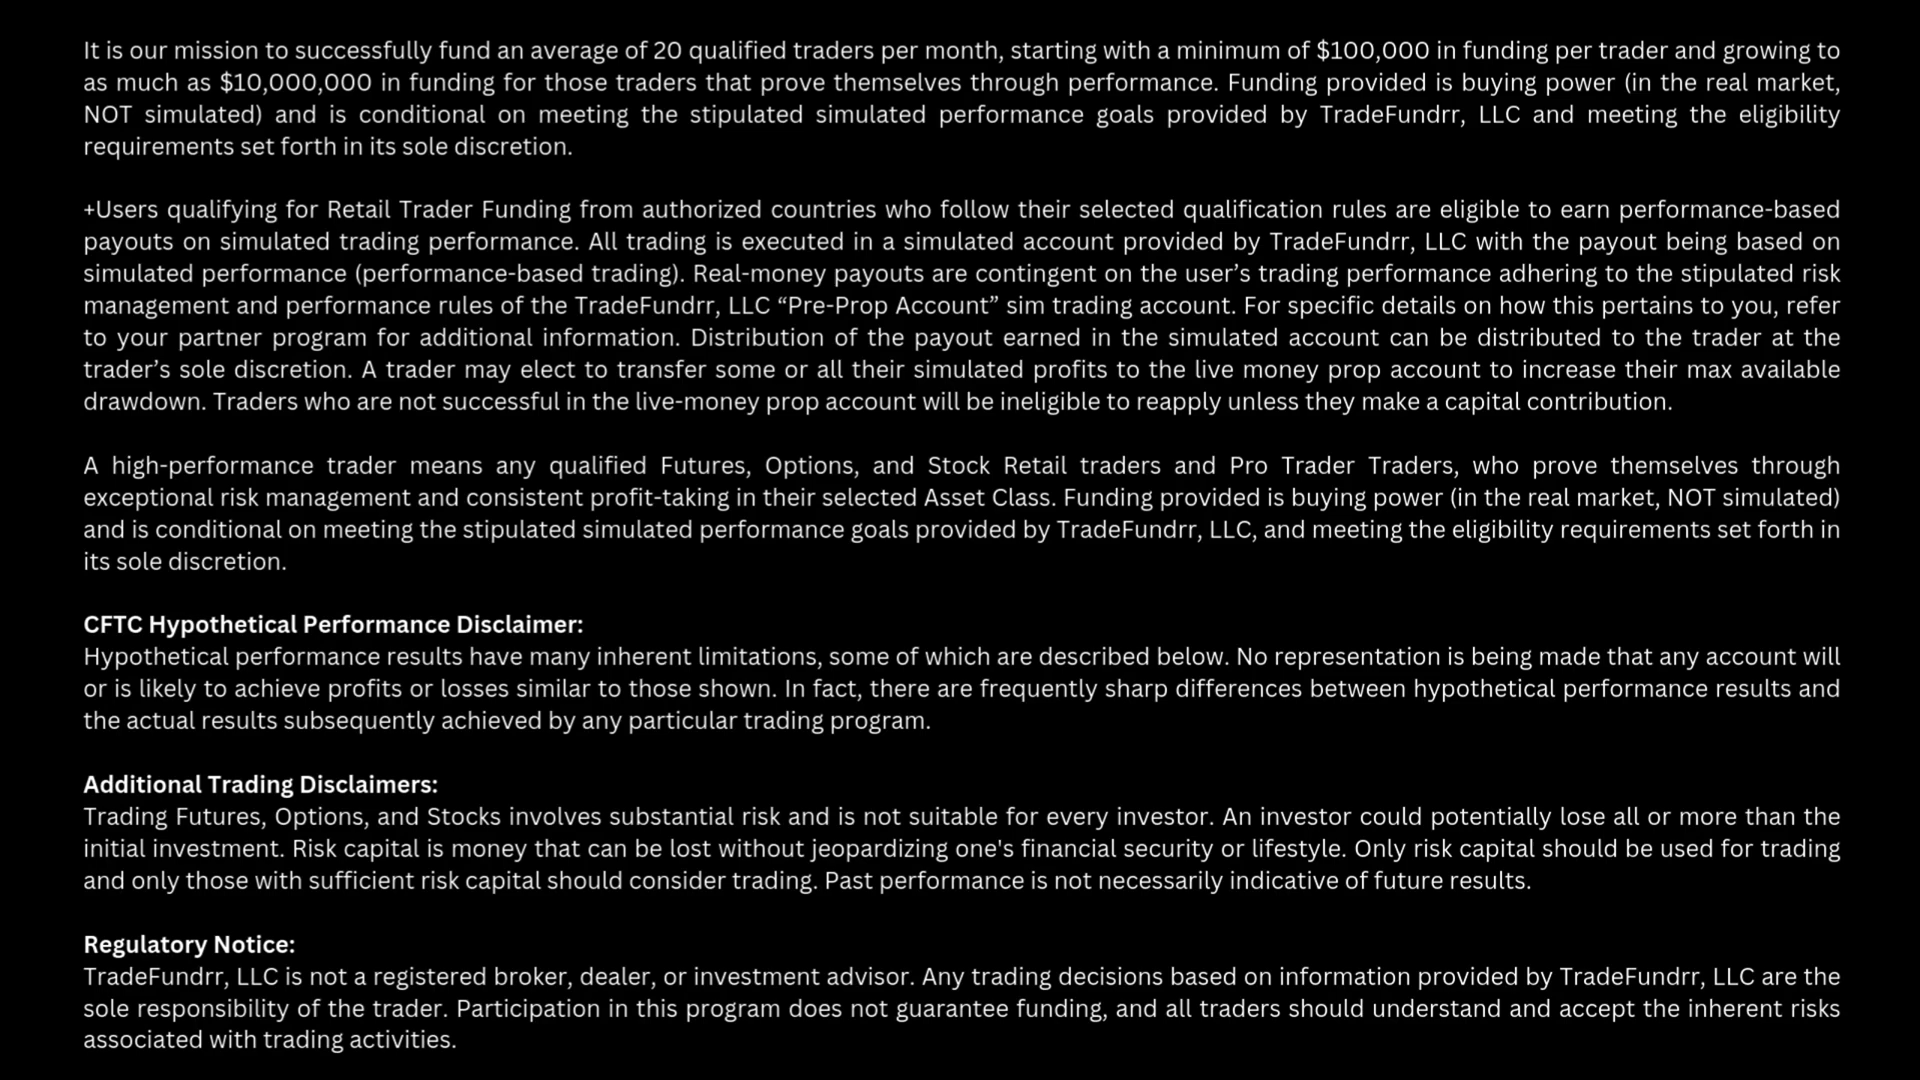 It is our mission to successfully fund an average of 20 qualified traders per month, starting with a minimum of $100,000 in funding per trader and growing to
as much as $10,000,000 in funding for those traders that prove themselves through performance. Funding provided is buying power (in the real market,
NOT simulated) and is conditional on meeting the stipulated simulated performance goals provided by TradeFundrr, LLC and meeting the eligibility
requirements set forth in its sole discretion.
+Users qualifying for Retail Trader Funding from authorized countries who follow their selected qualification rules are eligible to earn performance-based
payouts on simulated trading performance. All trading is executed in a simulated account provided by TradeFundrr, LLC with the payout being based on
simulated performance (performance-based trading). Real-money payouts are contingent on the user’s trading performance adhering to the stipulated risk
management and performance rules of the TradeFundrr, LLC “Pre-Prop Account” sim trading account. For specific details on how this pertains to you, refer
to your partner program for additional information. Distribution of the payout earned in the simulated account can be distributed to the trader at the
trader’s sole discretion. A trader may elect to transfer some or all their simulated profits to the live money prop account to increase their max available
drawdown. Traders who are not successful in the live-money prop account will be ineligible to reapply unless they make a capital contribution.
A high-performance trader means any qualified Futures, Options, and Stock Retail traders and Pro Trader Traders, who prove themselves through
exceptional risk management and consistent profit-taking in their selected Asset Class. Funding provided is buying power (in the real market, NOT simulated)
and is conditional on meeting the stipulated simulated performance goals provided by TradeFundrr, LLC, and meeting the eligibility requirements set forth in
its sole discretion.
CFTC Hypothetical Performance Disclaimer:
Hypothetical performance results have many inherent limitations, some of which are described below. No representation is being made that any account will
or is likely to achieve profits or losses similar to those shown. In fact, there are frequently sharp differences between hypothetical performance results and
the actual results subsequently achieved by any particular trading program.
Additional Trading Disclaimers:
Trading Futures, Options, and Stocks involves substantial risk and is not suitable for every investor. An investor could potentially lose all or more than the
initial investment. Risk capital is money that can be lost without jeopardizing one's financial security or lifestyle. Only risk capital should be used for trading
and only those with sufficient risk capital should consider trading. Past performance is not necessarily indicative of future results.
Regulatory Notice:
TradeFundrr, LLC is not a registered broker, dealer, or investment advisor. Any trading decisions based on information provided by TradeFundrr, LLC are the
sole responsibility of the trader. Participation in this program does not guarantee funding, and all traders should understand and accept the inherent risks
associated with trading activities.